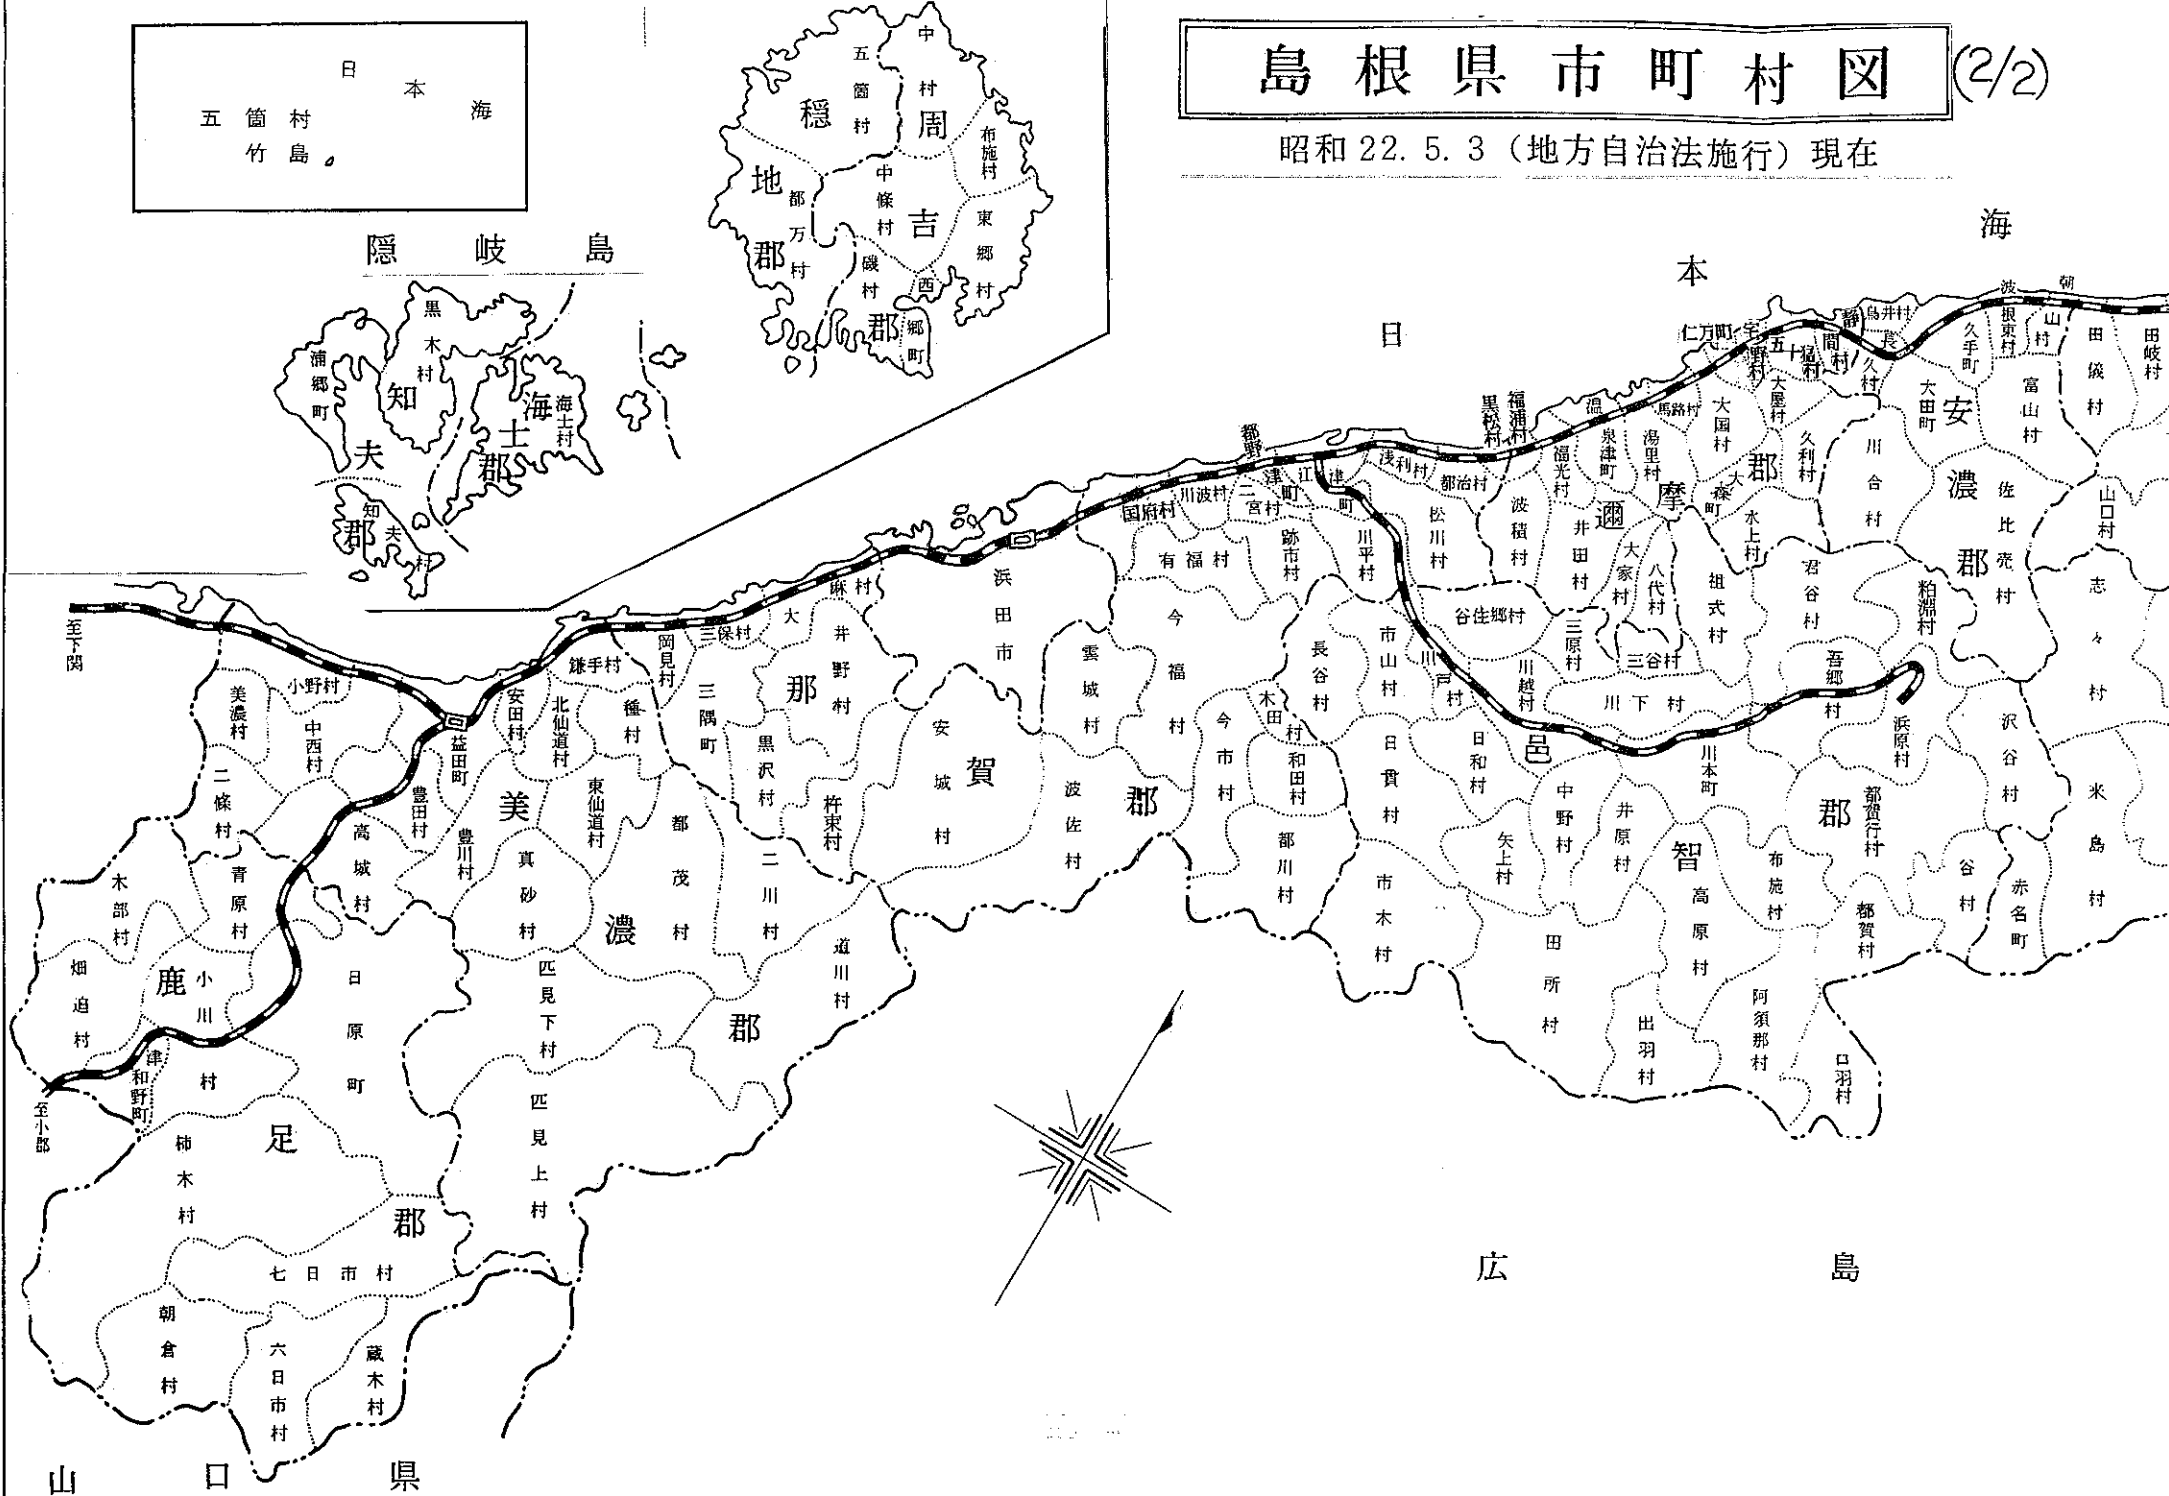 島根県市町村図
(2/2)
昭和 22. 5. 3（地方自治法施行）現在
日本海
五箇村
竹島
隠岐島
穏地郡
五箇村
都万村
周吉郡
中村
布施村
中條村
東郷村
磯村
西郷町
知夫郡
黒木村
浦郷町
知夫村
海士郡
海士村
日本海
安濃郡
朝山村
波根東村
久手町
鳥井村
長久村
大田町
富山村
川合村
佐比売村
田儀村
田岐村
山口村
志々村
米島村
赤名町
谷村
沢谷村
邇摩郡
静間村
五十猛村
宅野村
仁万町
大屋村
久利村
大国村
馬路村
湯里村
温泉津町
福光村
福浦村
黒松村
大森町
水上村
祖式村
井田村
大家村
八代村
波積村
邑智郡
君谷村
粕淵村
吾郷村
浜原村
都賀行村
都賀村
布施村
高原村
阿須那村
口羽村
出羽村
田所村
井原村
中野村
矢上村
日和村
日貫村
市木村
川本町
川下村
三谷村
三原村
川越村
谷住郷村
川戸村
市山村
長谷村
那賀郡
都治村
浅利村
松川村
江津町
川平村
都野津町
二宮村
跡市村
川波村
国府村
有福村
今福村
木田村
和田村
今市村
都川村
浜田市
雲城村
波佐村
安城村
大麻村
井野村
三保村
岡見村
三隅町
黒沢村
杵束村
美濃郡
鎌手村
種村
北仙道村
安田村
東仙道村
都茂村
二川村
道川村
益田町
豊田村
豊川村
真砂村
高城村
匹見下村
匹見上村
小野村
中西村
美濃村
二條村
鹿足郡
青原村
木部村
畑迫村
小川村
日原町
津和野町
柿木村
七日市村
朝倉村
六日市村
蔵木村
至下関
至小郡
広島
山口県